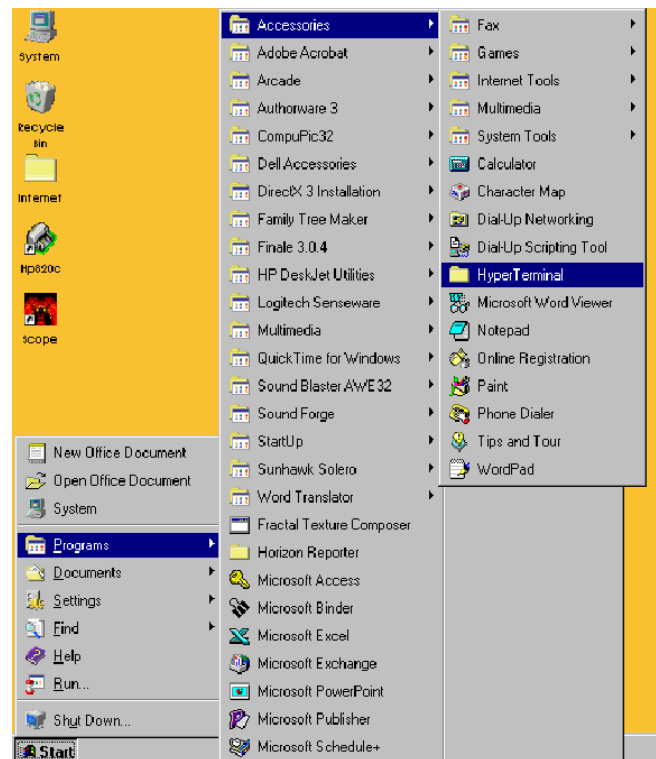 System
Recycle
Bin
Internet
Hp820c
Scope
New Office Document
Open Office Document
System
Programs
Documents
Settings
Find
Help
Run...
Shut Down...
Start
Accessories
Adobe Acrobat
Arcade
Authorware 3
CompuPic32
Dell Accessories
DirectX 3 Installation
Family Tree Maker
Finale 3.0.4
HP DeskJet Utilities
Logitech Senseware
Multimedia
QuickTime for Windows
Sound Blaster AWE32
Sound Forge
StartUp
Sunhawk Solero
Word Translator
Fractal Texture Composer
Horizon Reporter
Microsoft Access
Microsoft Binder
Microsoft Excel
Microsoft Exchange
Microsoft PowerPoint
Microsoft Publisher
Microsoft Schedule+
Fax
Games
Internet Tools
Multimedia
System Tools
Calculator
Character Map
Dial-Up Networking
Dial-Up Scripting Tool
HyperTerminal
Microsoft Word Viewer
Notepad
Online Registration
Paint
Phone Dialer
Tips and Tour
WordPad